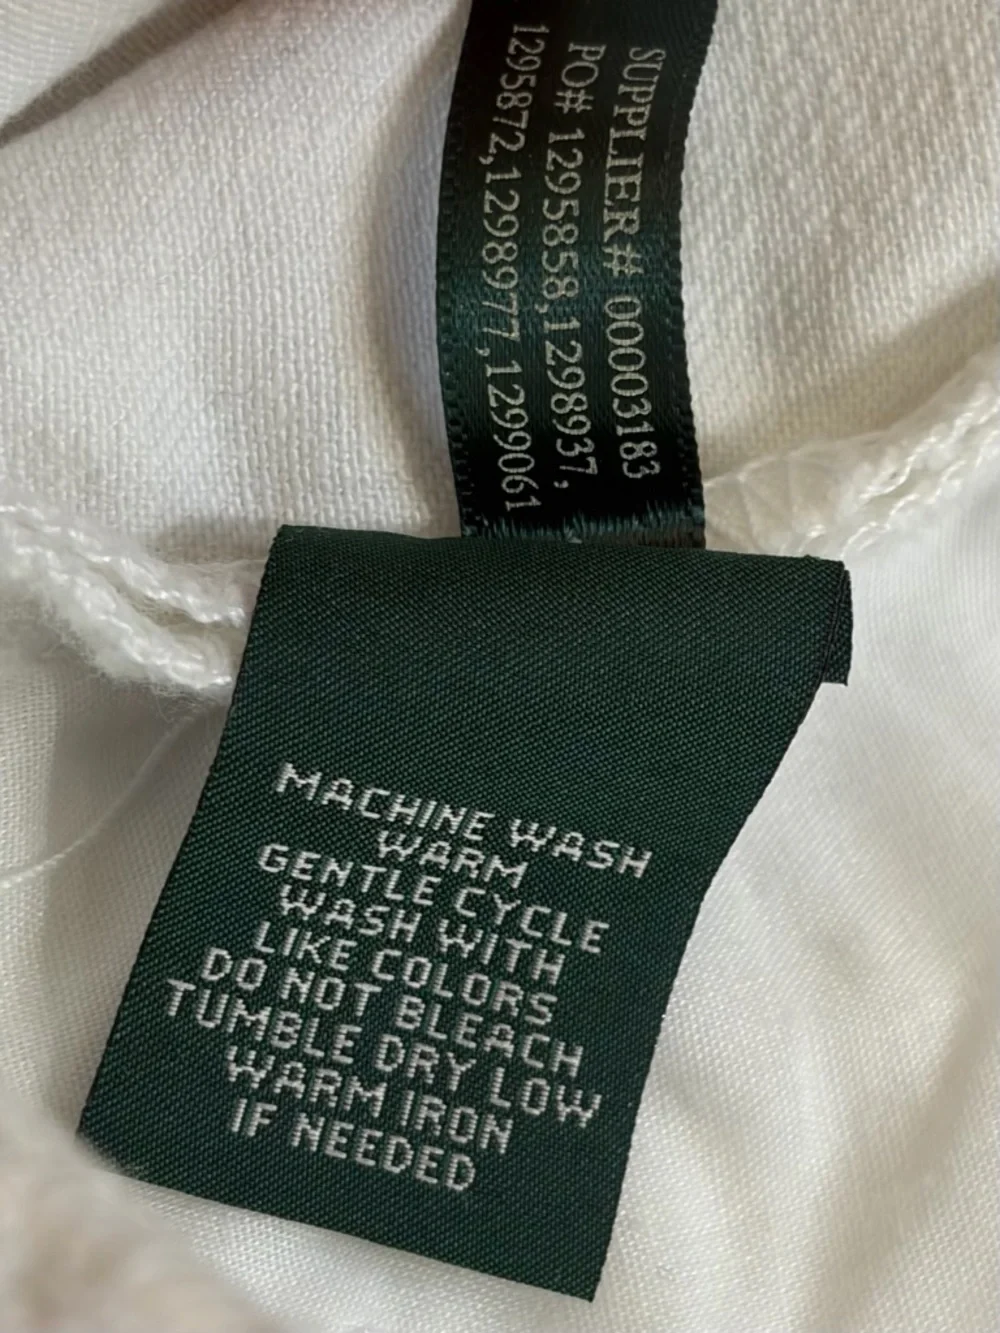 SUPPLIER# 00003183
PO# 1295858,1298937,
1295872,1298977,1299061
MACHINE WASH
WARM
GENTLE CYCLE
WASH WITH
LIKE COLORS
DO NOT BLEACH
TUMBLE DRY LOW
WARM IRON
IF NEEDED